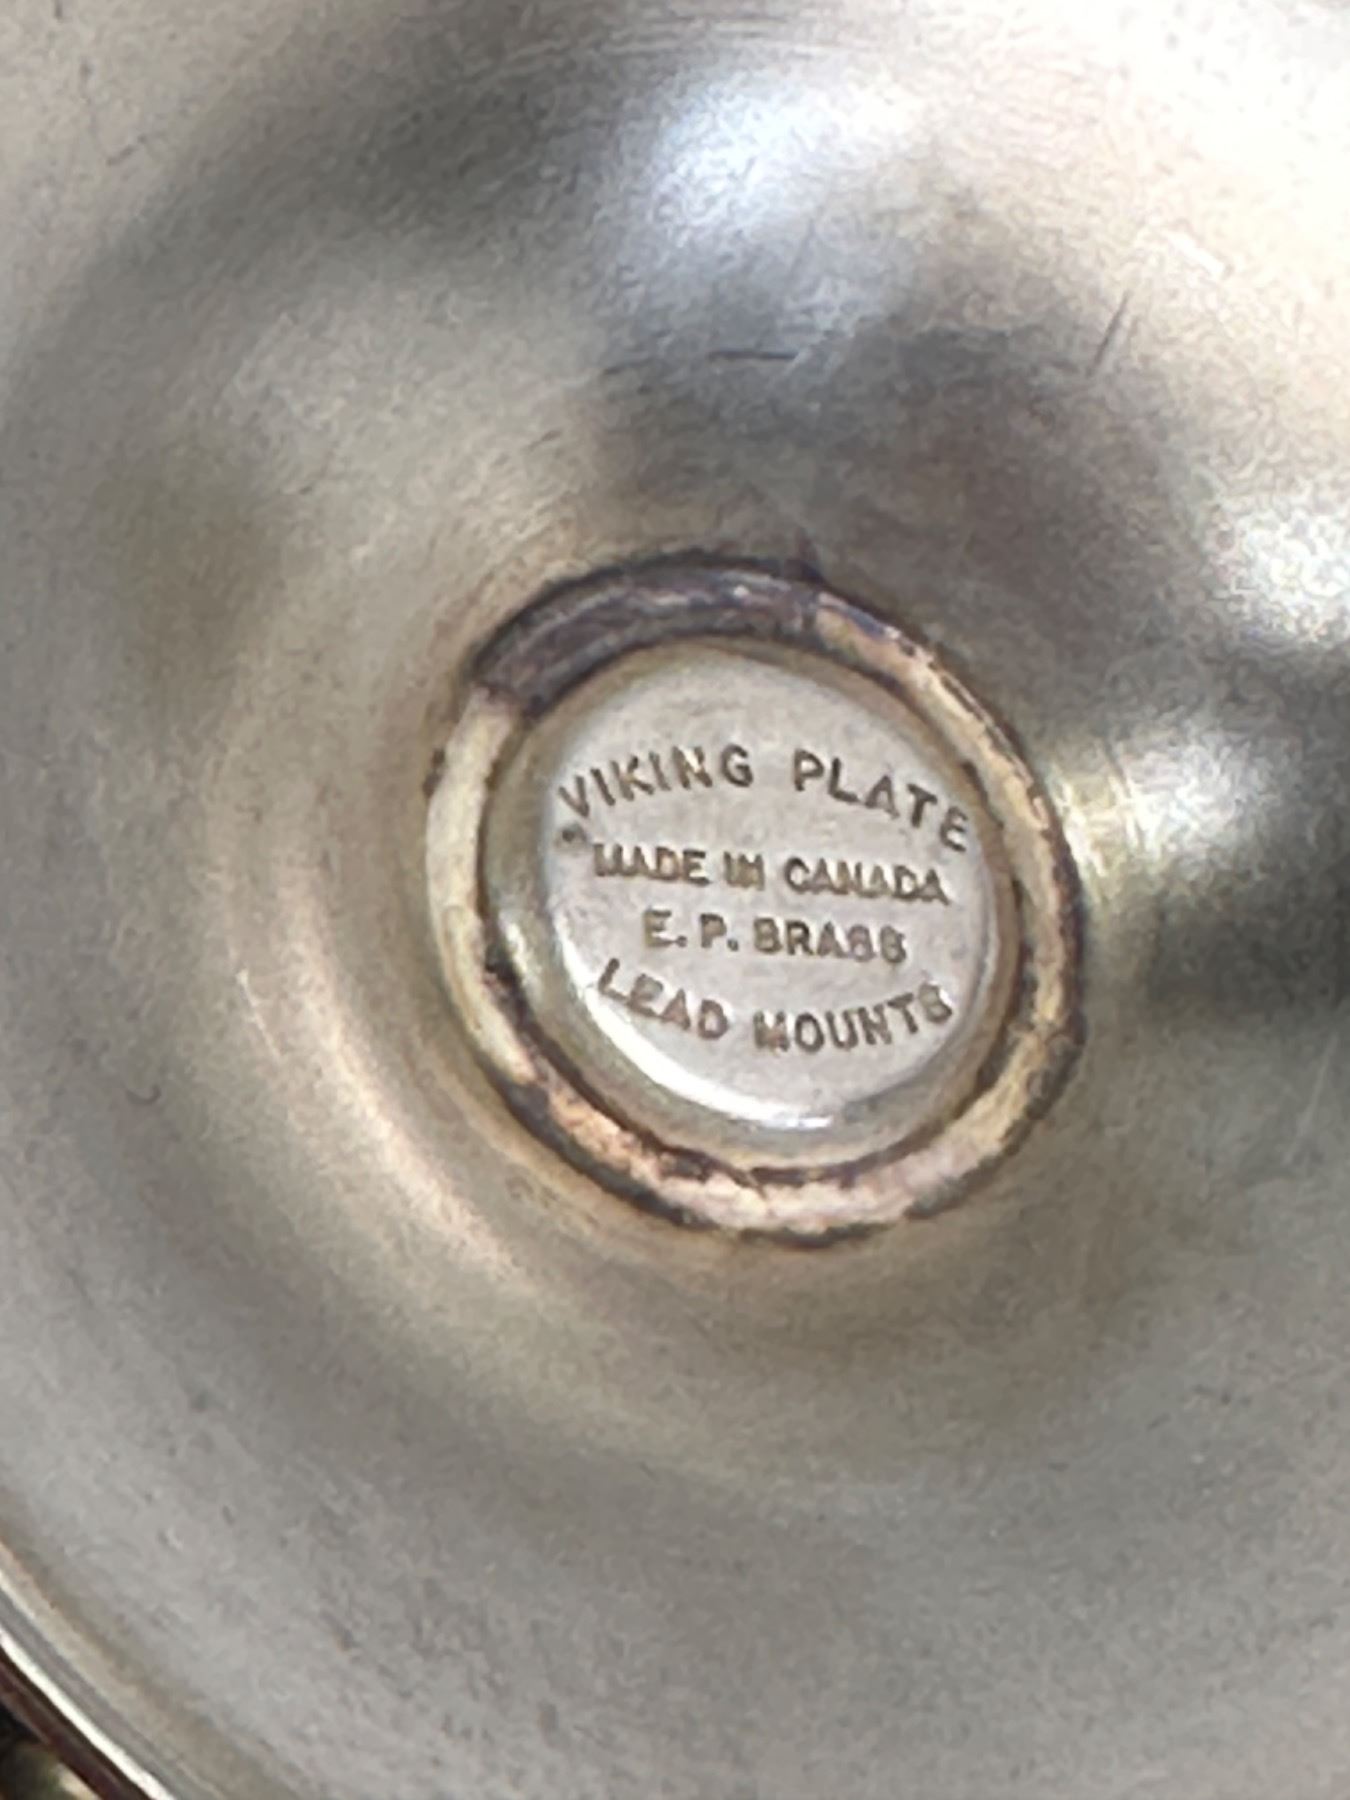 VIKING PLATE
MADE IN CANADA
E. P. BRASS
LEAD MOUNTS